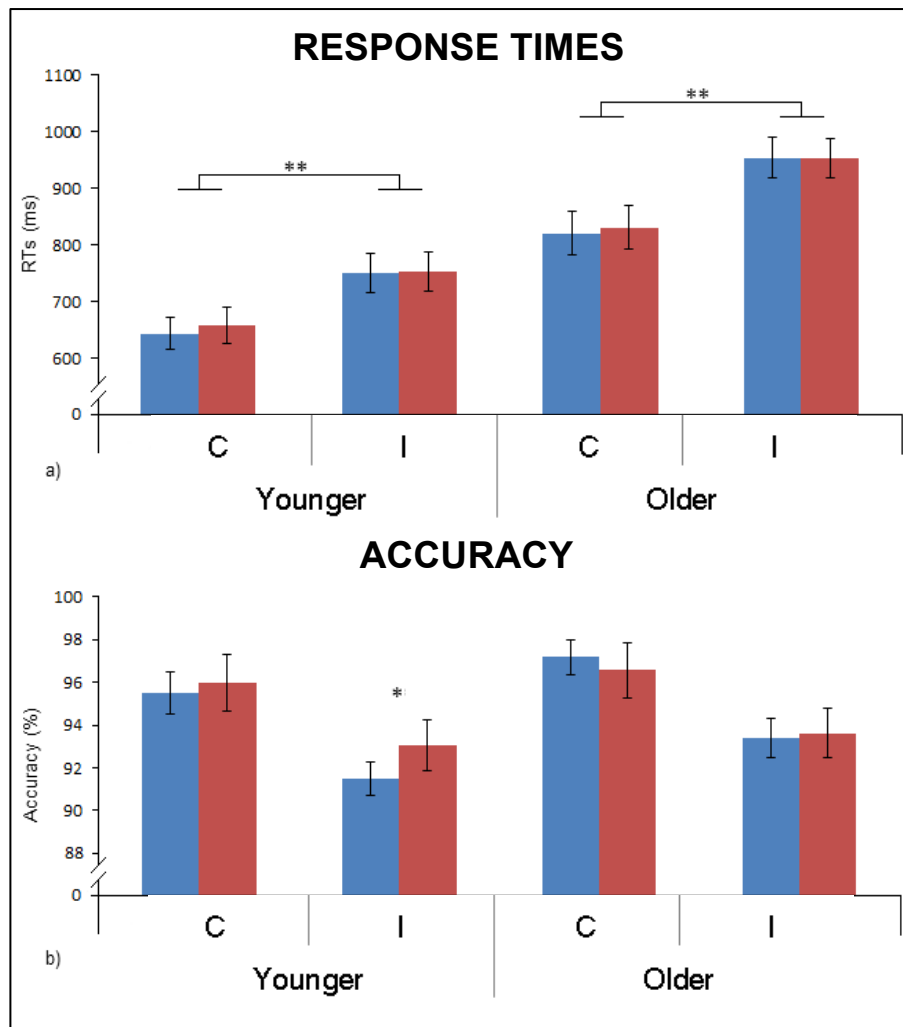 RESPONSE TIMES
1100
**
1000
**
900
RTs (ms)
800
700
600
0
C I C I
a)
Younger Older
ACCURACY
100
98
96
*
94
Accuracy (%)
92
90
88
0
C I C I
b)
Younger Older